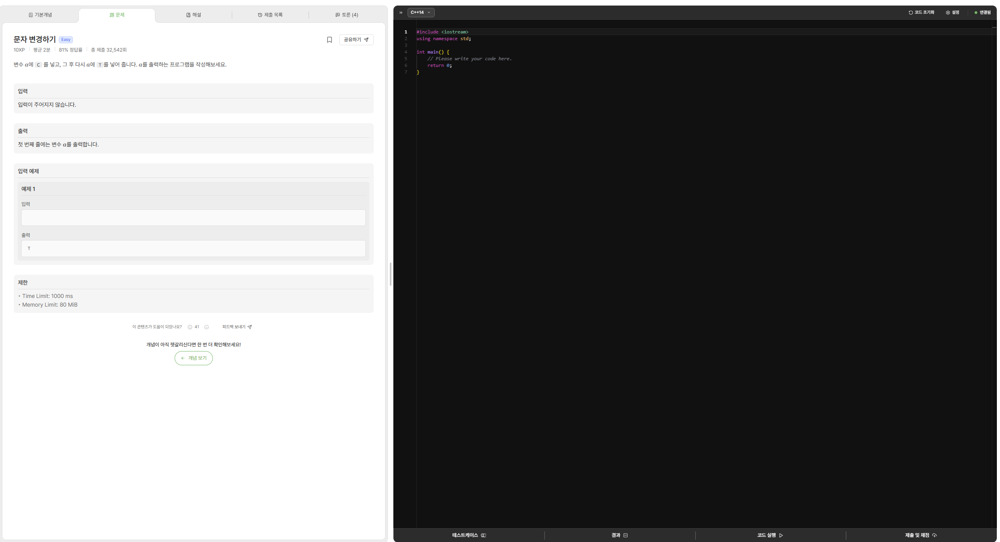 기본개념
문제
해설
제출 목록
토론 (4)
문자 변경하기 Easy
공유하기
10XP 평균 2분 81% 정답률 총 제출 32,542회
변수 a에 C 를 넣고, 그 후 다시 a에 T를 넣어 줍니다. a를 출력하는 프로그램을 작성해보세요.
입력
입력이 주어지지 않습니다.
출력
첫 번째 줄에는 변수 a를 출력합니다.
입력 예제
예제 1
입력
출력
T
제한
• Time Limit: 1000 ms
• Memory Limit: 80 MiB
이 콘텐츠가 도움이 되었나요? 41 피드백 보내기
개념이 아직 헷갈리신다면 한 번 더 확인해보세요!
← 개념 보기
» C++14
코드 초기화 설정 연결됨
1 #include <iostream>
2 using namespace std;
3
4 int main() {
5 // Please write your code here.
6 return 0;
7 }
테스트케이스
결과
코드 실행
제출 및 채점